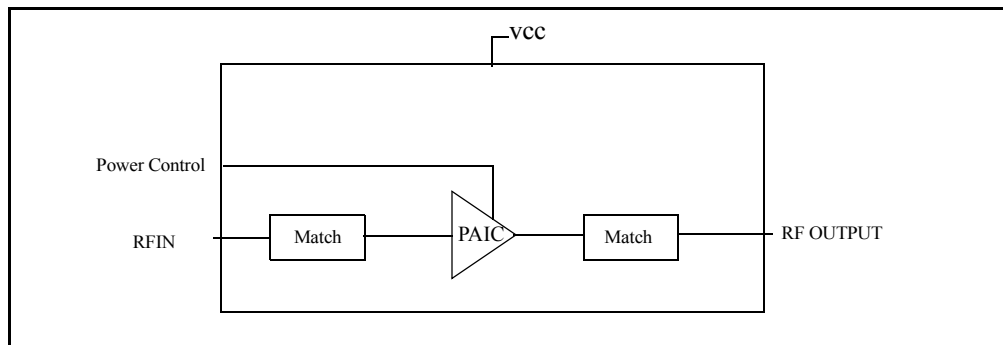 vcc
Power Control
RFIN
Match
PAIC
Match
RF OUTPUT